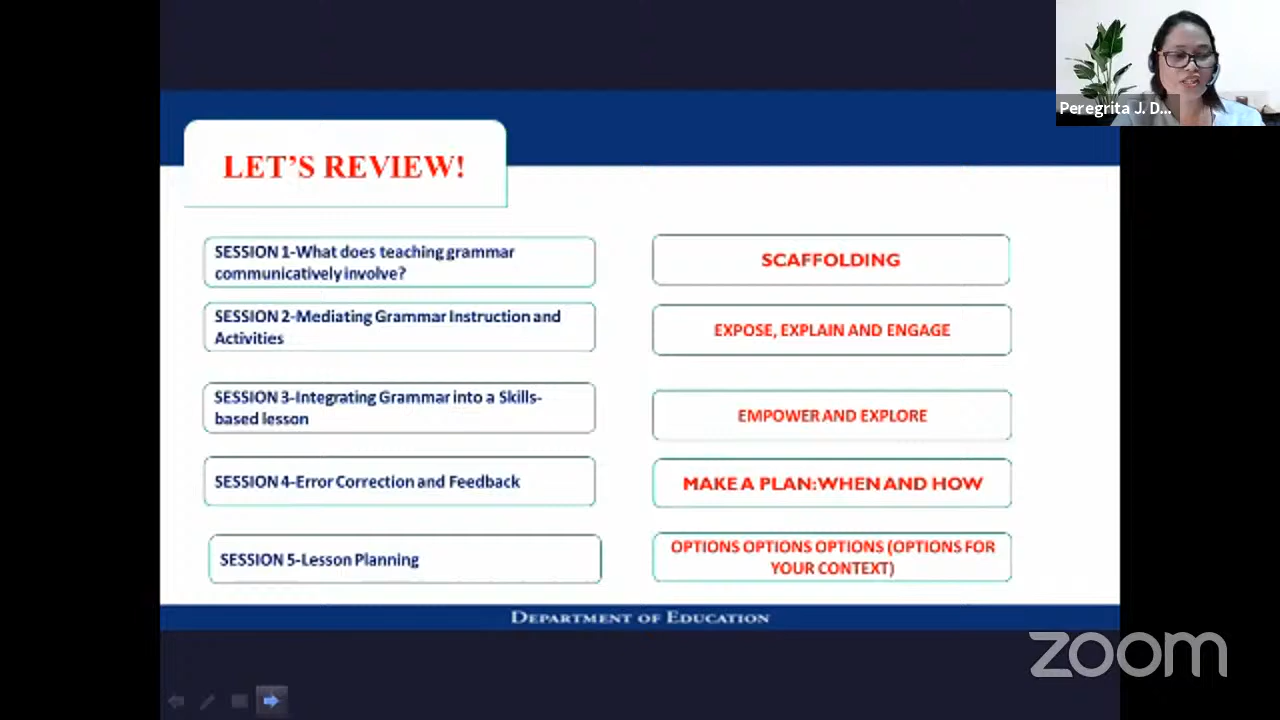 Peregrita J. D...
LET'S REVIEW!
SESSION 1-What does teaching grammar
communicatively involve?
SCAFFOLDING
SESSION 2-Mediating Grammar Instruction and
Activities
EXPOSE, EXPLAIN AND ENGAGE
SESSION 3-Integrating Grammar into a Skills-
based lesson
EMPOWER AND EXPLORE
SESSION 4-Error Correction and Feedback
MAKE A PLAN:WHEN AND HOW
SESSION 5-Lesson Planning
OPTIONS OPTIONS OPTIONS (OPTIONS FOR
YOUR CONTEXT)
DEPARTMENT OF EDUCATION
zoom